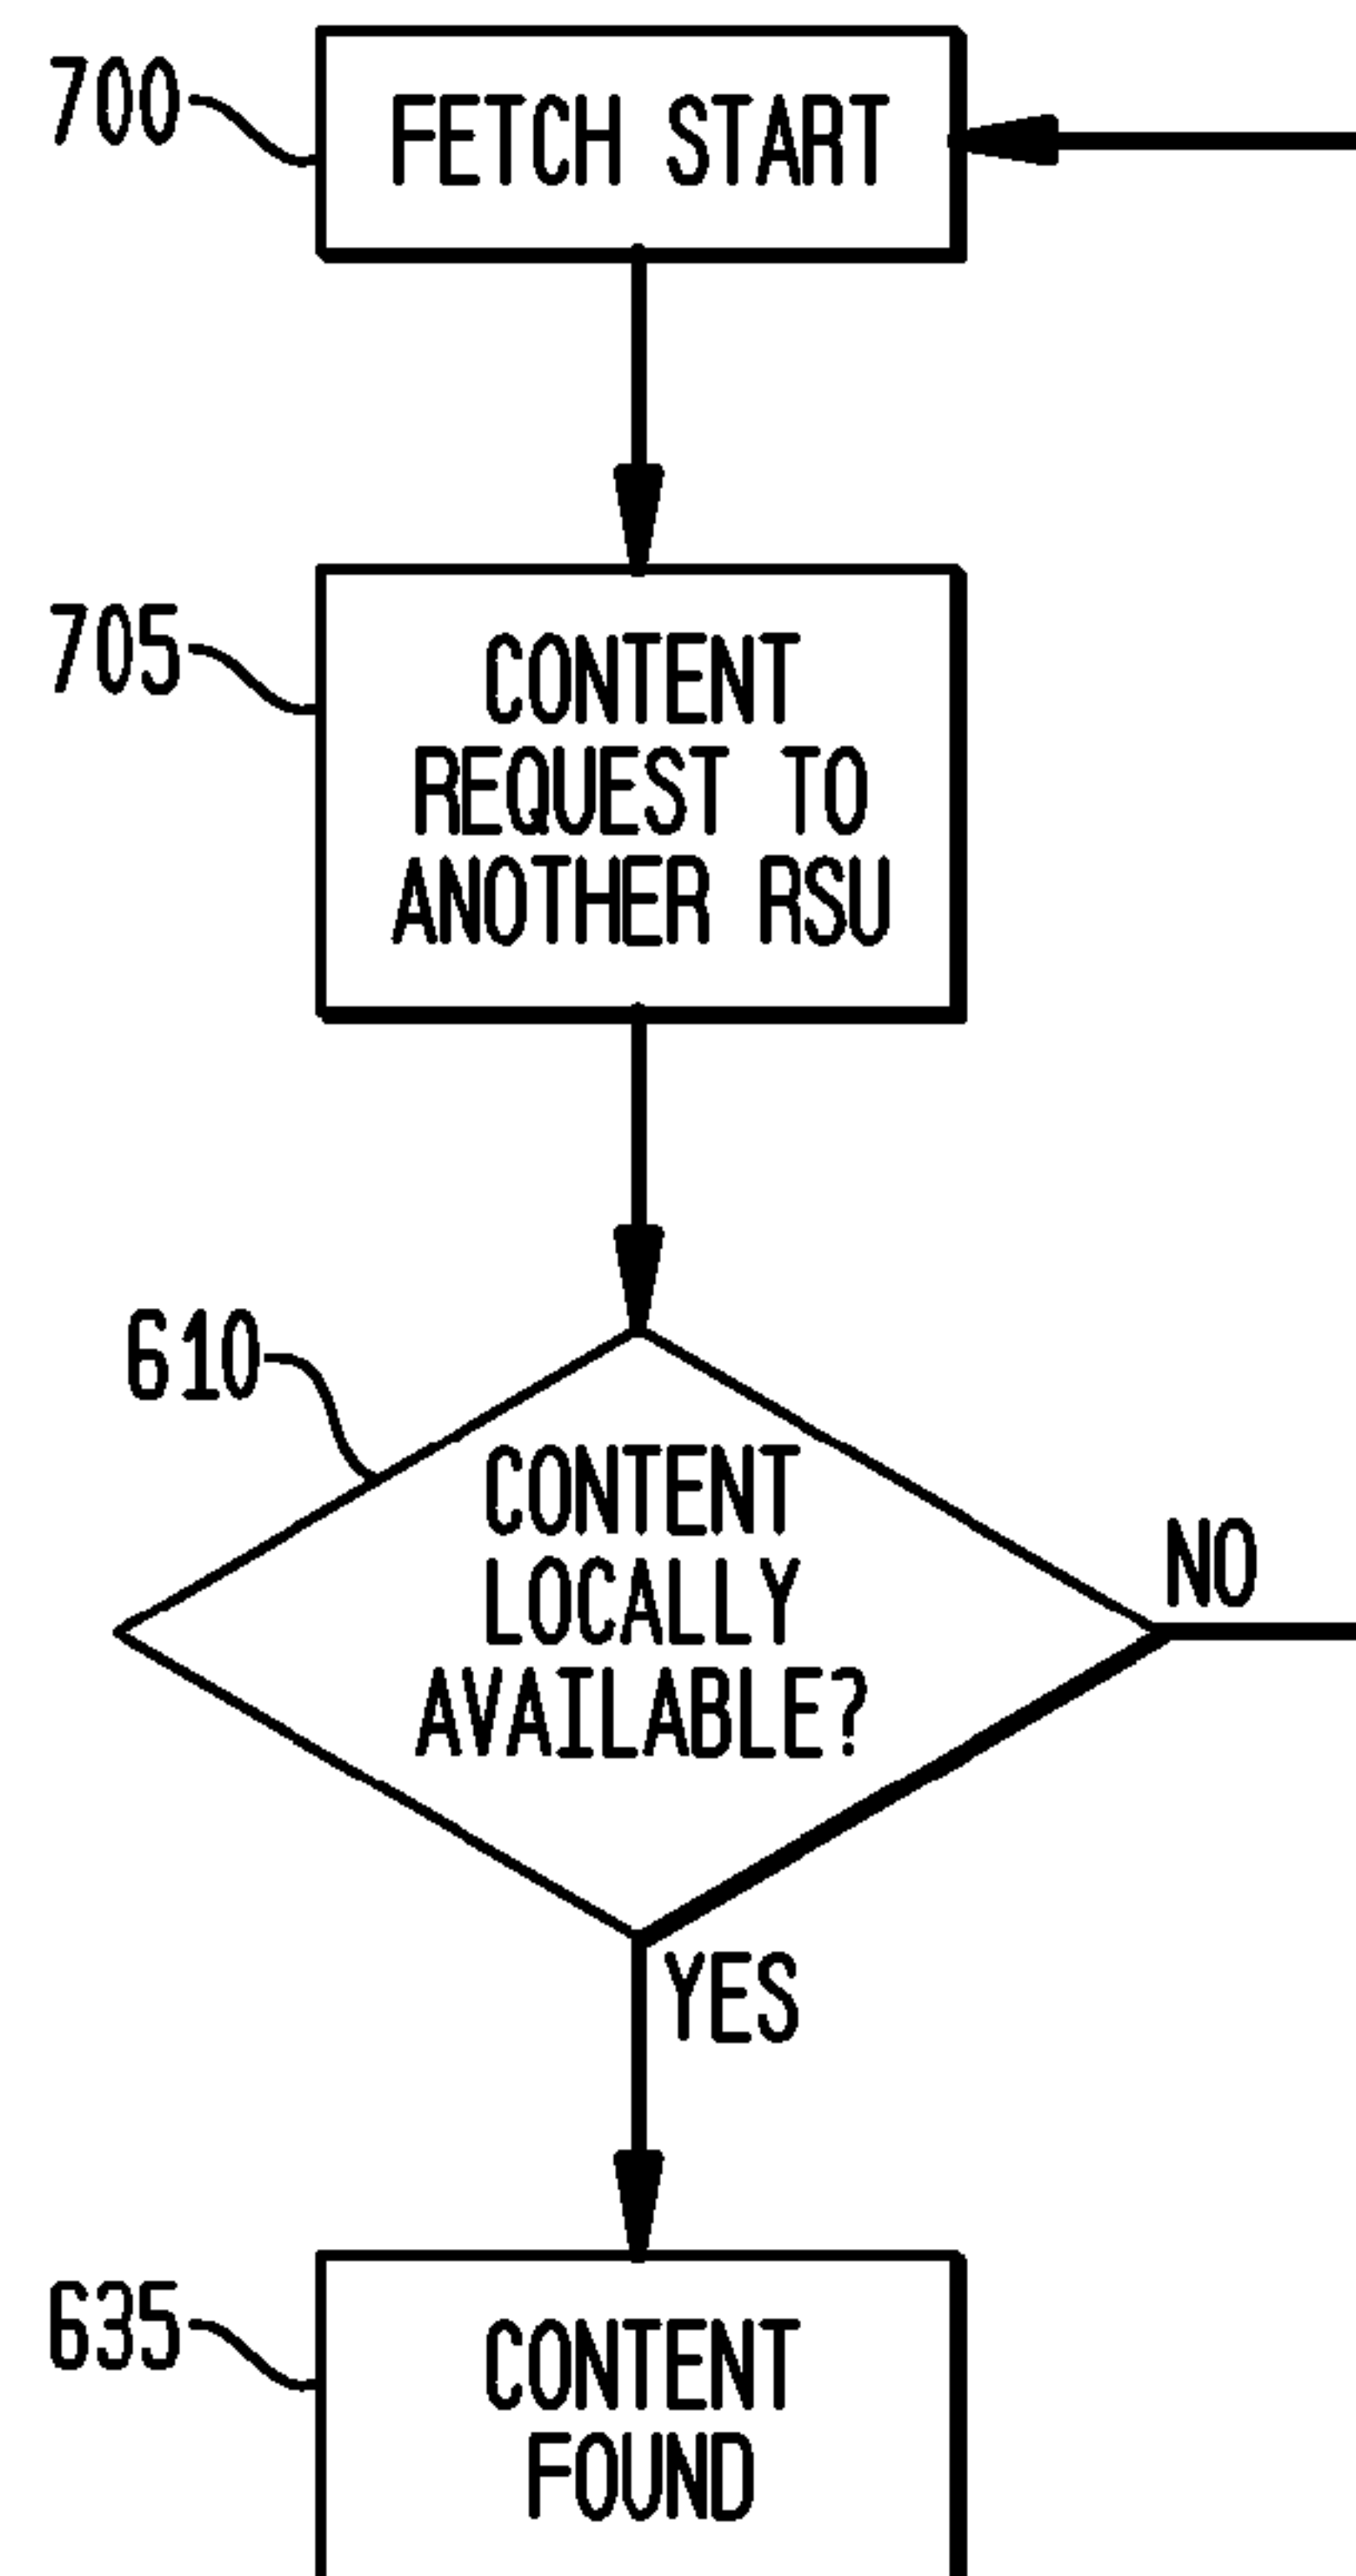 700
FETCH START
705
CONTENT
REQUEST TO
ANOTHER RSU
610
CONTENT
LOCALLY
AVAILABLE?
NO
YES
635
CONTENT
FOUND